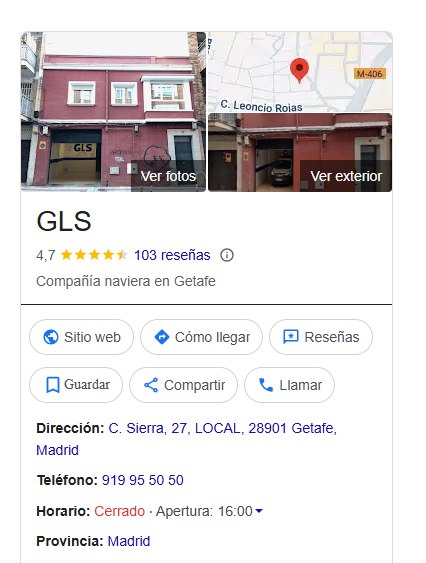 GLS
C. Leoncio Rojas
M-406
Ver fotos
Ver exterior
GLS
4,7 103 reseñas
Compañía naviera en Getafe
Sitio web
Cómo llegar
Reseñas
Guardar
Compartir
Llamar
Dirección: C. Sierra, 27, LOCAL, 28901 Getafe,
Madrid
Teléfono: 919 95 50 50
Horario: Cerrado · Apertura: 16:00
Provincia: Madrid